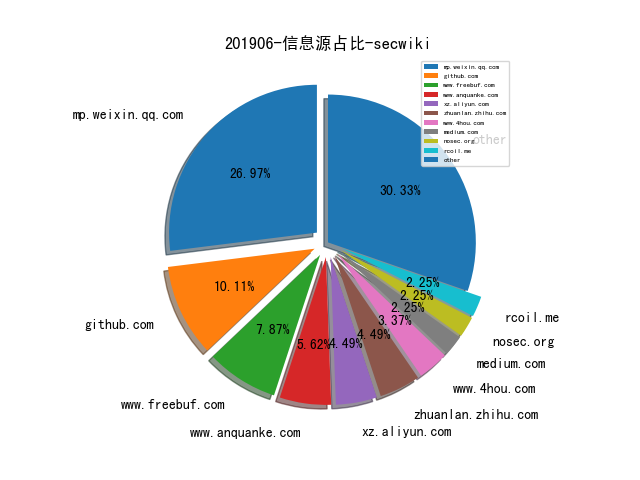 201906-信息源占比-secwiki
mp.weixin.qq.com
github.com
www.freebuf.com
www.anquanke.com
xz.aliyun.com
zhuanlan.zhihu.com
www.4hou.com
medium.com
nosec.org
rcoil.me
other
other
mp.weixin.qq.com
26.97%
30.33%
10.11%
7.87%
5.62%
4.49%
4.49%
3.37%
2.25%
2.25%
2.25%
github.com
www.freebuf.com
www.anquanke.com
xz.aliyun.com
zhuanlan.zhihu.com
www.4hou.com
medium.com
nosec.org
rcoil.me